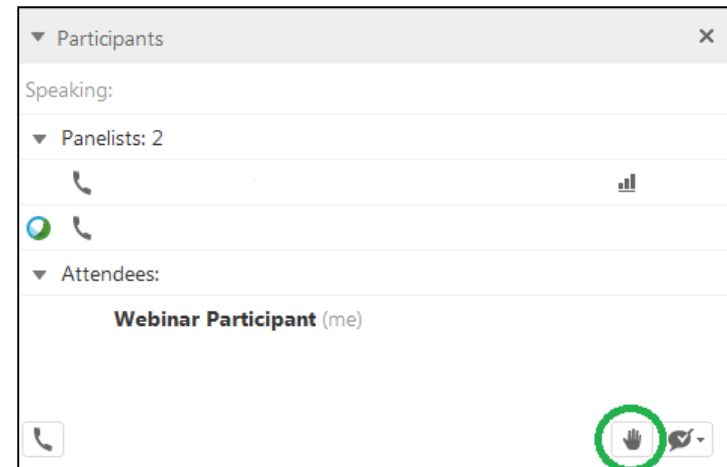 Participants
Speaking:
Panelists: 2
Attendees:
Webinar Participant (me)